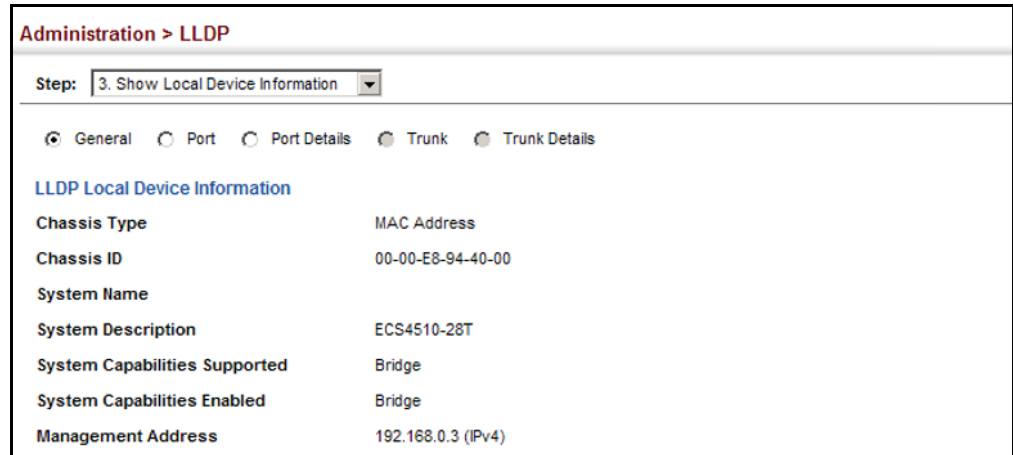 Administration > LLDP
Step: 3. Show Local Device Information
General Port Port Details Trunk Trunk Details
LLDP Local Device Information
Chassis Type MAC Address
Chassis ID 00-00-E8-94-40-00
System Name
System Description ECS4510-28T
System Capabilities Supported Bridge
System Capabilities Enabled Bridge
Management Address 192.168.0.3 (IPv4)